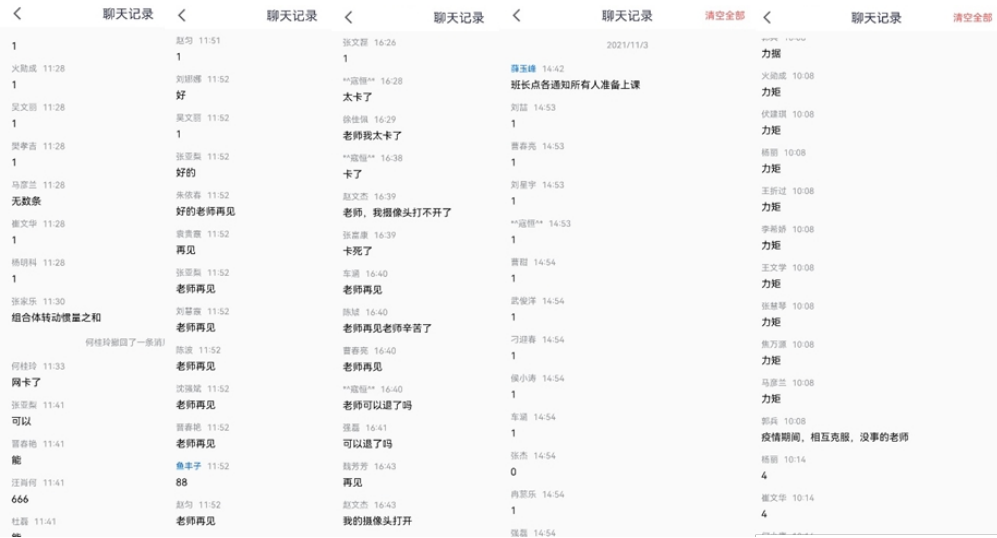 聊天记录
1
火勋成 11:28
1
吴文丽 11:28
1
樊孝吉 11:28
1
马彦兰 11:28
无数条
崔文华 11:28
1
杨明科 11:28
1
张家乐 11:30
组合体转动惯量之和
何桂玲撤回了一条消
何桂玲 11:33
网卡了
张亚梨 11:41
可以
晋春艳 11:41
能
汪肖何 11:41
666
杜磊 11:41
聊天记录
赵匀 11:51
1
刘娜娜 11:52
好
吴文丽 11:52
1
张亚梨 11:52
好的
朱依若 11:52
好的老师再见
袁贵霞 11:52
再见
张亚梨 11:52
老师再见
刘慧霞 11:52
老师再见
陈波 11:52
老师再见
沈强斌 11:52
老师再见
晋春艳 11:52
老师再见
鱼丰子 11:52
88
赵匀 11:52
老师再见
聊天记录
张文超 16:26
1
**寇恒** 16:28
太卡了
徐佳俱 16:29
老师我太卡了
**寇恒** 16:38
卡了
赵文杰 16:39
老师，我摄像头打不开了
张富康 16:39
卡死了
车涵 16:40
老师再见
陈斌 16:40
老师再见老师辛苦了
曹春亮 16:40
老师再见
**寇恒** 16:40
老师可以退了吗
强磊 16:41
可以退了吗
魏芳芳 16:43
再见
赵文杰 16:43
我的摄像头打开
聊天记录
清空全部
2021/11/3
薛玉峰 14:42
班长点各通知所有人准备上课
刘喆 14:53
1
曹春亮 14:53
1
刘星宇 14:53
1
**寇恒** 14:53
1
曹 14:54
1
武俊洋 14:54
1
刁迎春 14:54
1
侯小涛 14:54
1
车涵 14:54
1
张杰 14:54
0
肖慕乐 14:54
1
强磊 14:54
聊天记录
清空全部
力据
火勋成 10:08
力矩
伏建琪 10:08
力矩
杨丽 10:08
力矩
王折过 10:08
力矩
李希娇 10:08
力矩
王文学 10:08
力矩
张慧琴 10:08
力矩
焦万源 10:08
力矩
马彦兰 10:08
力矩
郭兵 10:08
疫情期间，相互克服，没事的老师
杨丽 10:14
4
崔文华 10:14
4